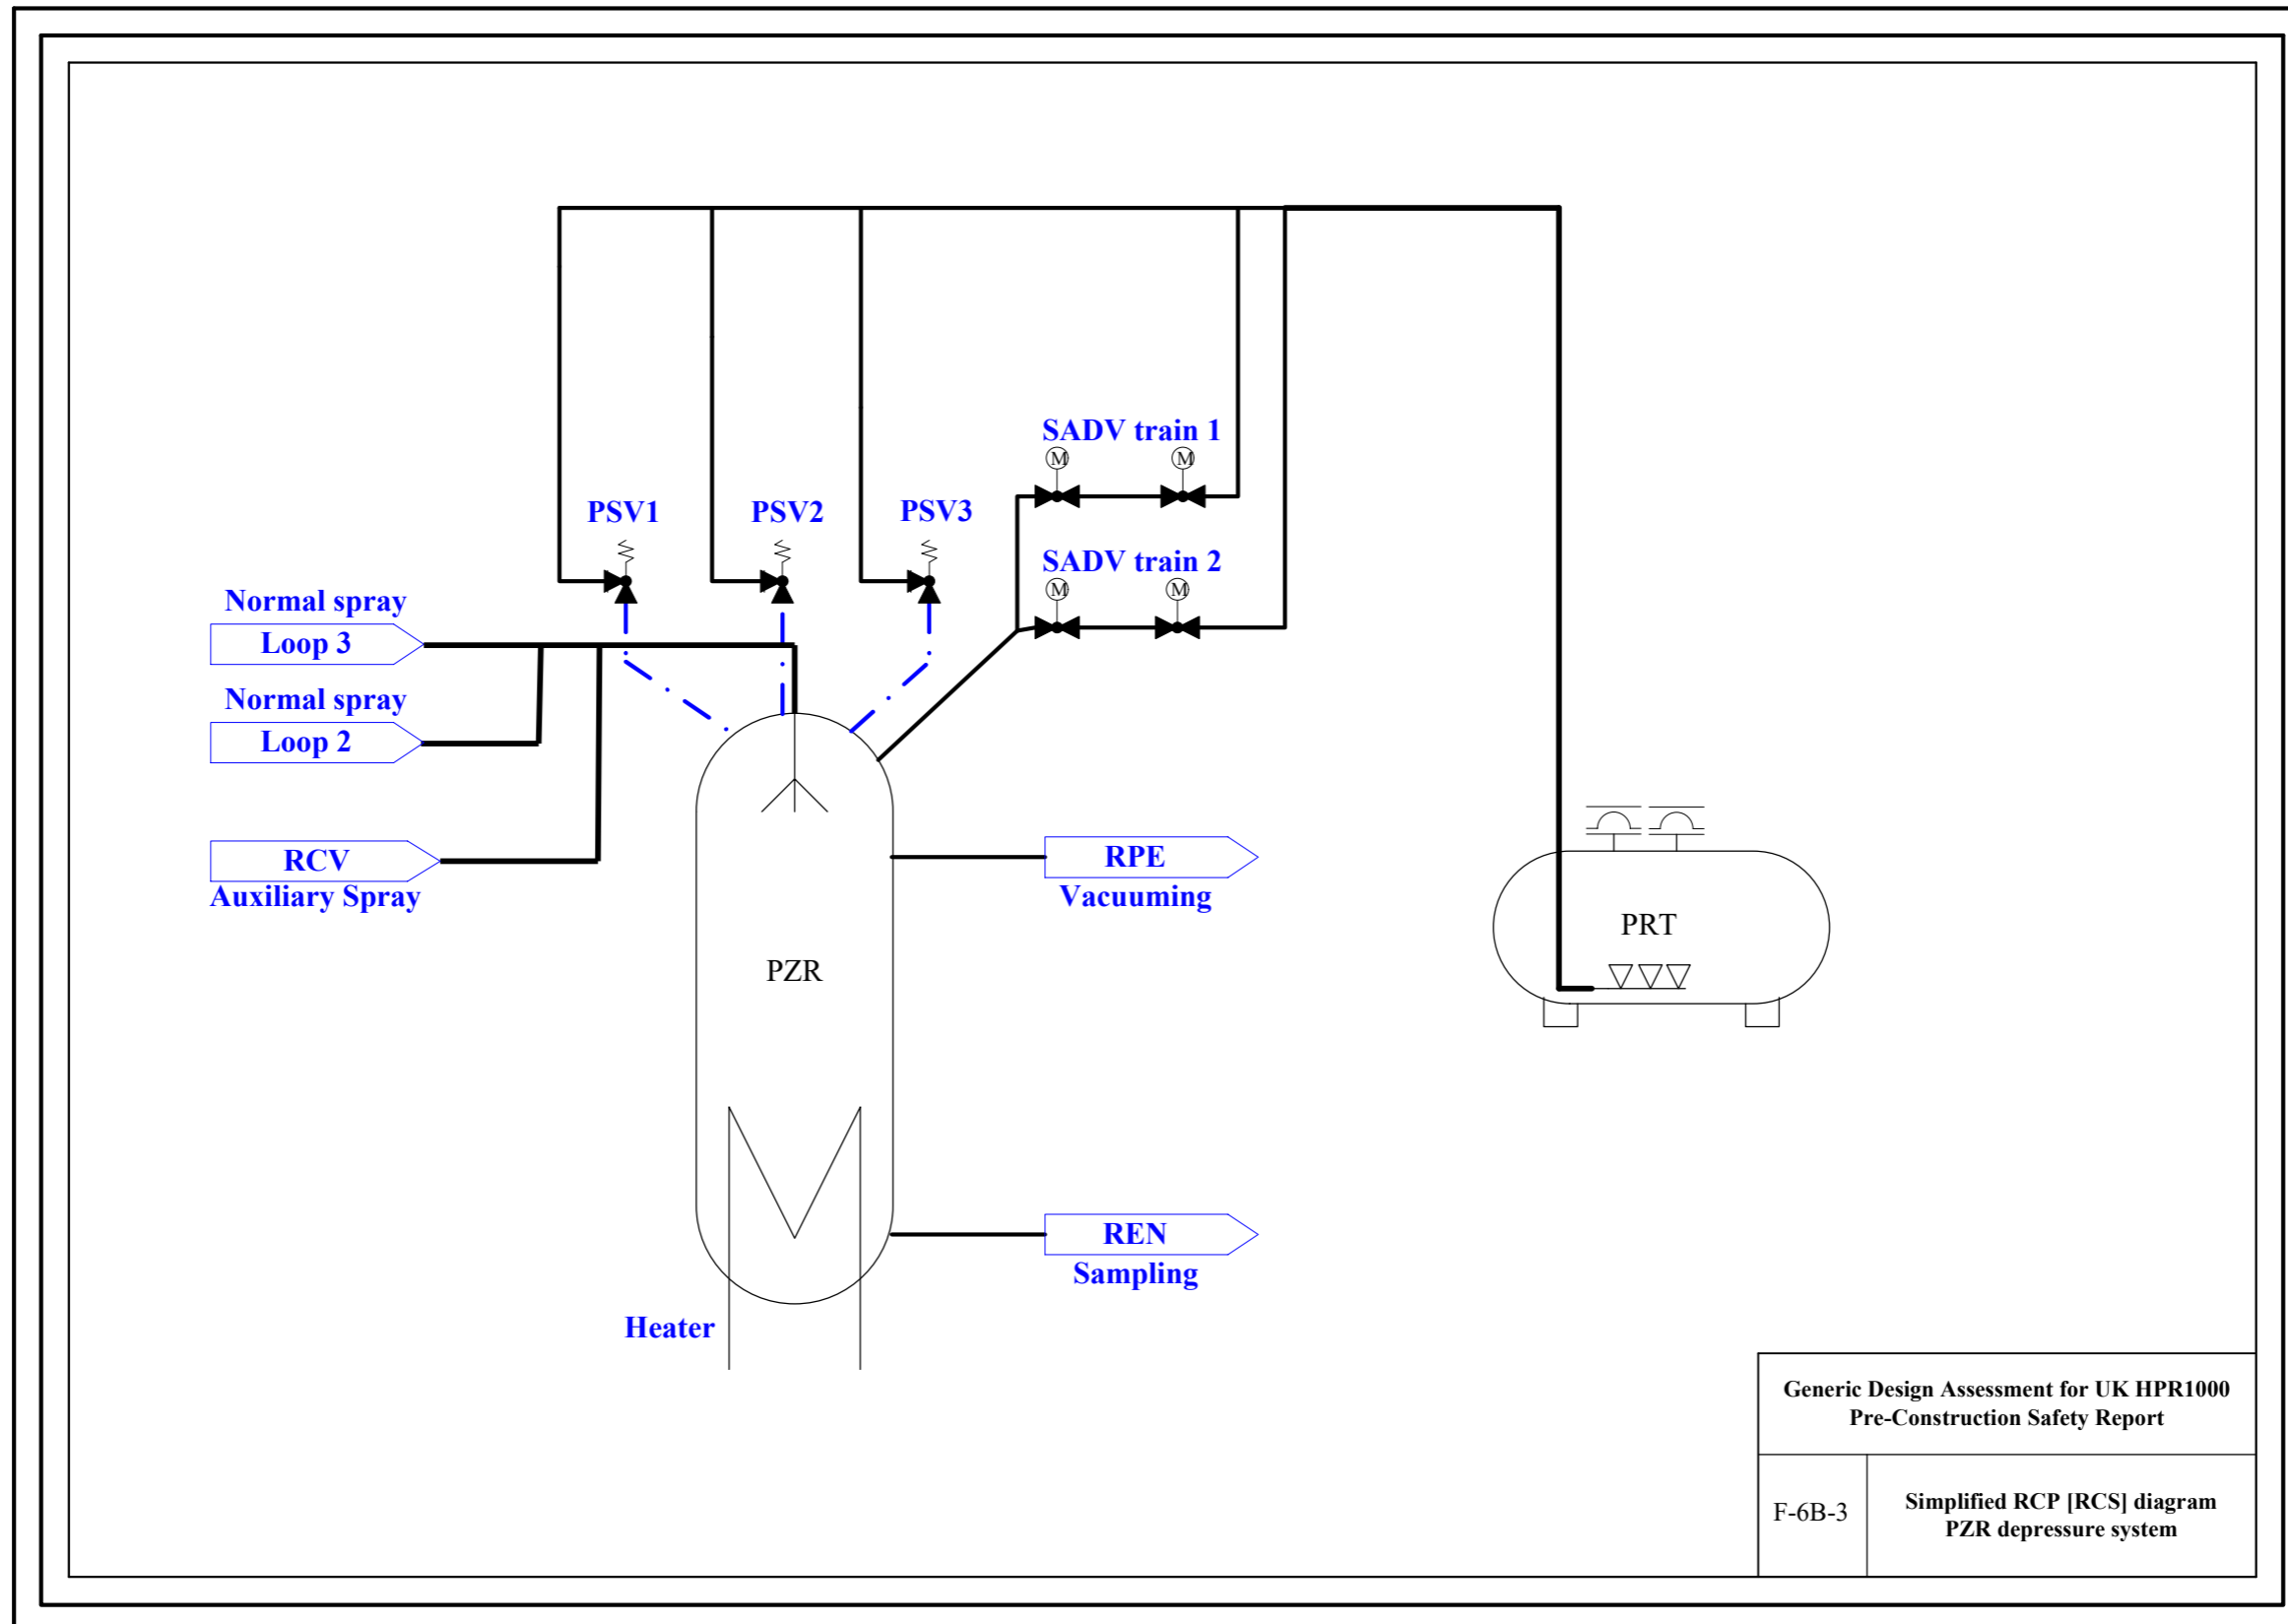 SADV train 1
M
M
PSV1
PSV2
PSV3
SADV train 2
M
M
Normal spray
Loop 3
Normal spray
Loop 2
RCV
Auxiliary Spray
RPE
Vacuuming
PRT
PZR
REN
Sampling
Heater
Generic Design Assessment for UK HPR1000
Pre-Construction Safety Report
F-6B-3
Simplified RCP [RCS] diagram
PZR depressure system